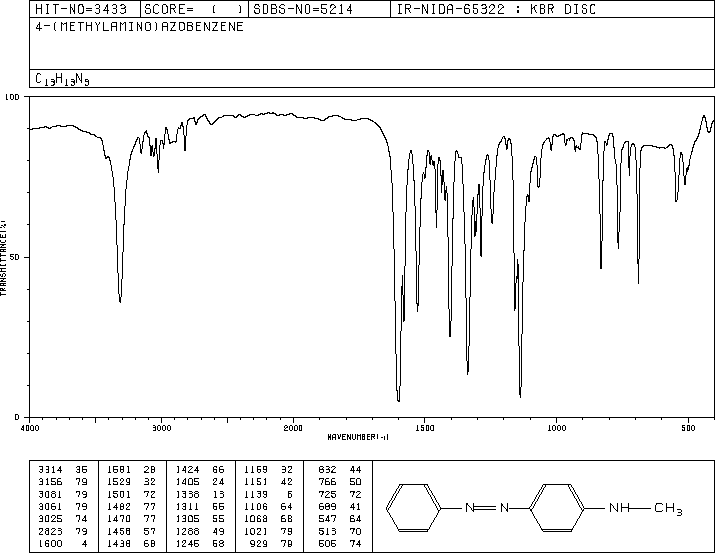 HIT-NO=3433 SCORE= ( ) SDBS-NO=5214 IR-NIDA-65322 : KBR DISC
4-(METHYLAMINO)AZOBENZENE
C13H13N3
100
50
0
TRANSMITTANCE(%)
4000 3000 2000 1500 1000 500
WAVENUMBER(-1)
3314 35 1581 28 1424 66 1159 32 832 44
3156 79 1529 32 1405 24 1151 42 766 50
3081 79 1501 72 1338 13 1139 6 725 72
3061 79 1482 77 1311 55 1106 64 689 41
3025 74 1470 77 1305 55 1068 68 547 64
2823 79 1458 57 1288 49 1021 79 513 70
1600 4 1438 68 1245 58 929 79 505 74
N N NH CH3